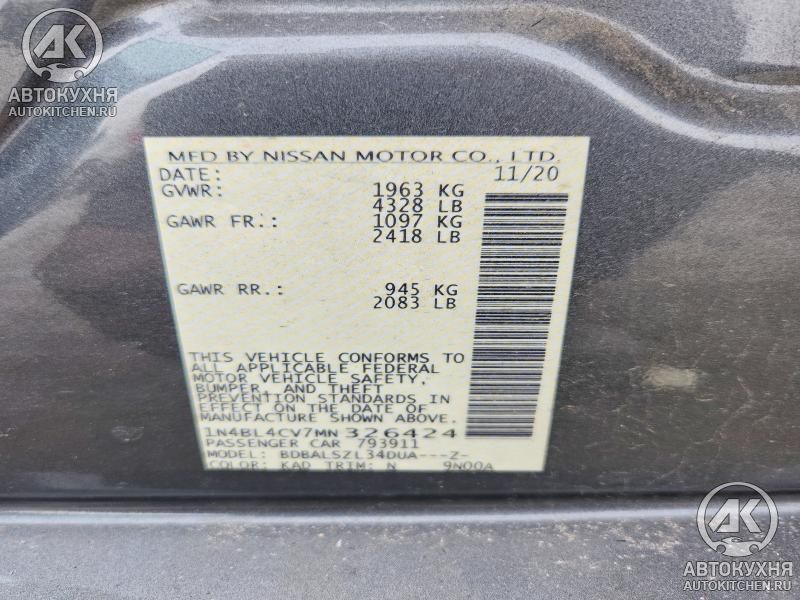 АК
АВТОКУХНЯ
AUTOKITCHEN.RU
MFD BY NISSAN MOTOR CO., LTD.
DATE: 11/20
GVWR: 1963 KG
4328 LB
GAWR FR.: 1097 KG
2418 LB
GAWR RR.: 945 KG
2083 LB
THIS VEHICLE CONFORMS TO
ALL APPLICABLE FEDERAL
MOTOR VEHICLE SAFETY,
BUMPER, AND THEFT
PREVENTION STANDARDS IN
EFFECT ON THE DATE OF
MANUFACTURE SHOWN ABOVE.
1N4BL4CV7MN326424
PASSENGER CAR 793911
MODEL: BDBALSZL34DUA---Z-
COLOR: KAD TRIM: N 9N00A
АК
АВТОКУХНЯ
AUTOKITCHEN.RU